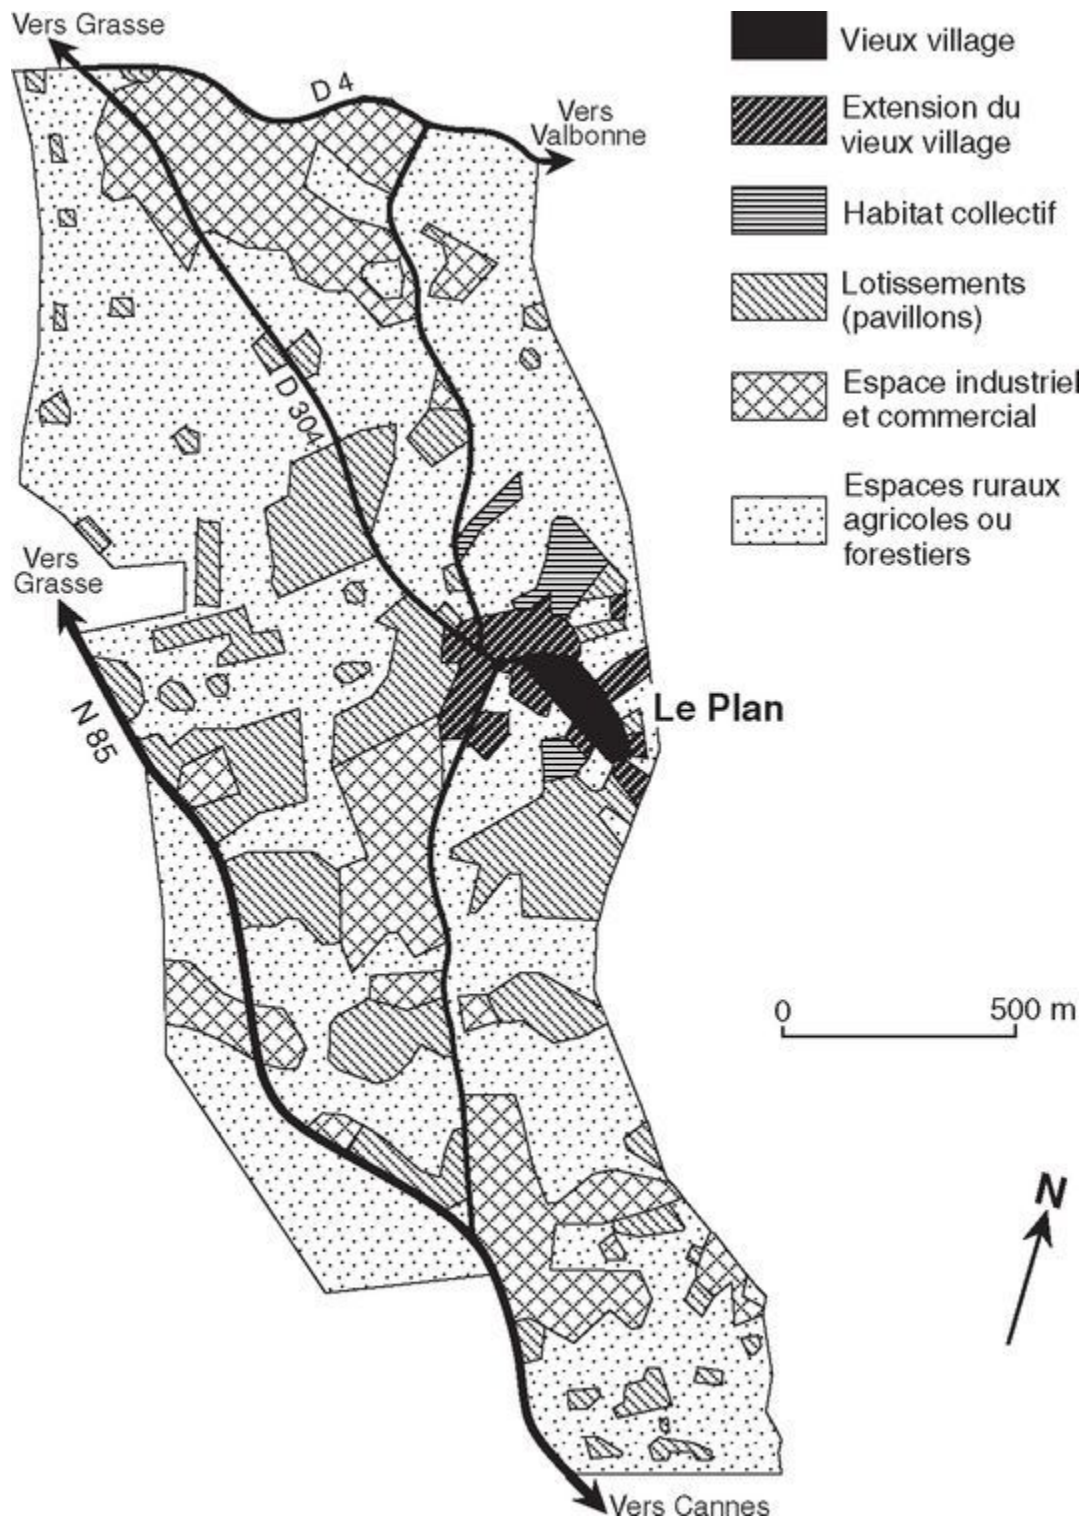 Vers Grasse
D 4
Vers
Valbonne
D 304
Vers
Grasse
N 85
Le Plan
Vers Cannes
Vieux village
Extension du
vieux village
Habitat collectif
Lotissements
(pavillons)
Espace industriel
et commercial
Espaces ruraux
agricoles ou
forestiers
0 500 m
N